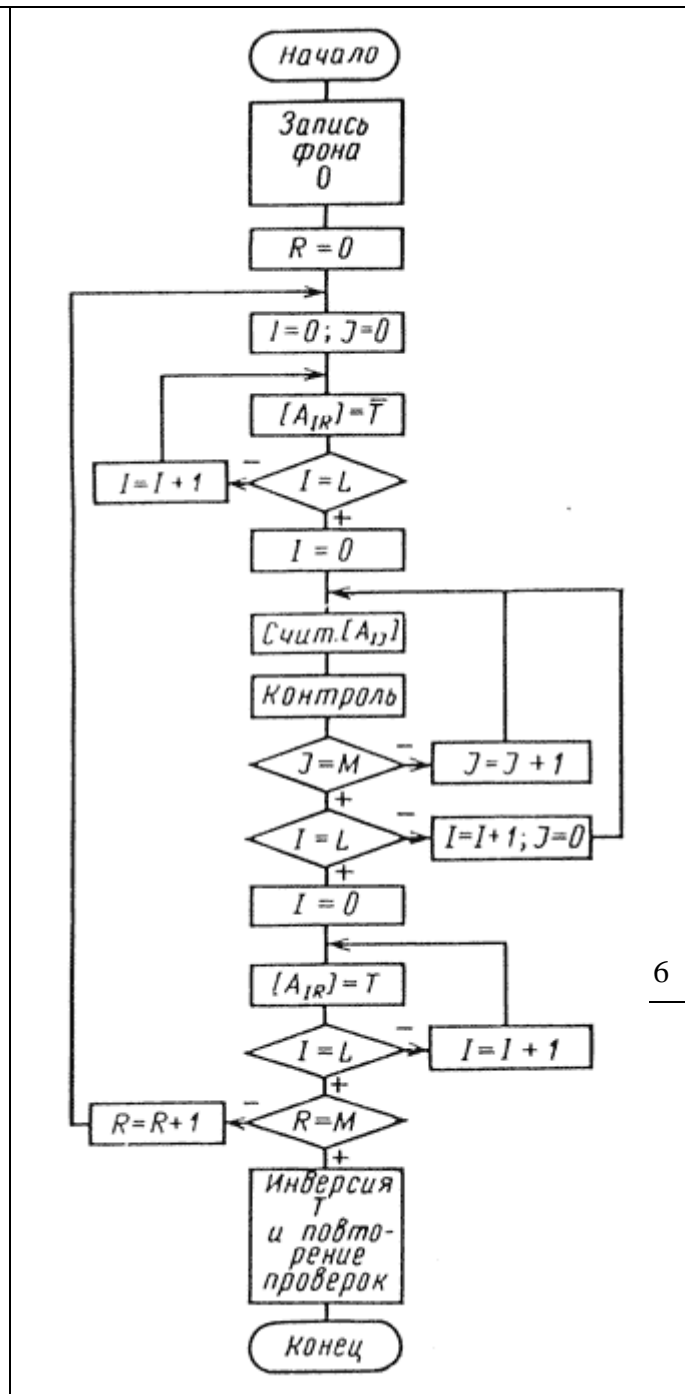 Начало
Запись
фона
0
R = 0
I=0; J=0
[A_IR] = T̅
I = L
–
I = I + 1
+
I = 0
Счит. [A_IJ]
Контроль
J = M
–
J = J + 1
+
I = L
–
I = I+1; J=0
+
I = 0
[A_IR] = T
6
I = L
–
I = I + 1
+
R = M
–
R = R + 1
+
Инверсия
T
и повто-
рение
проверок
Конец